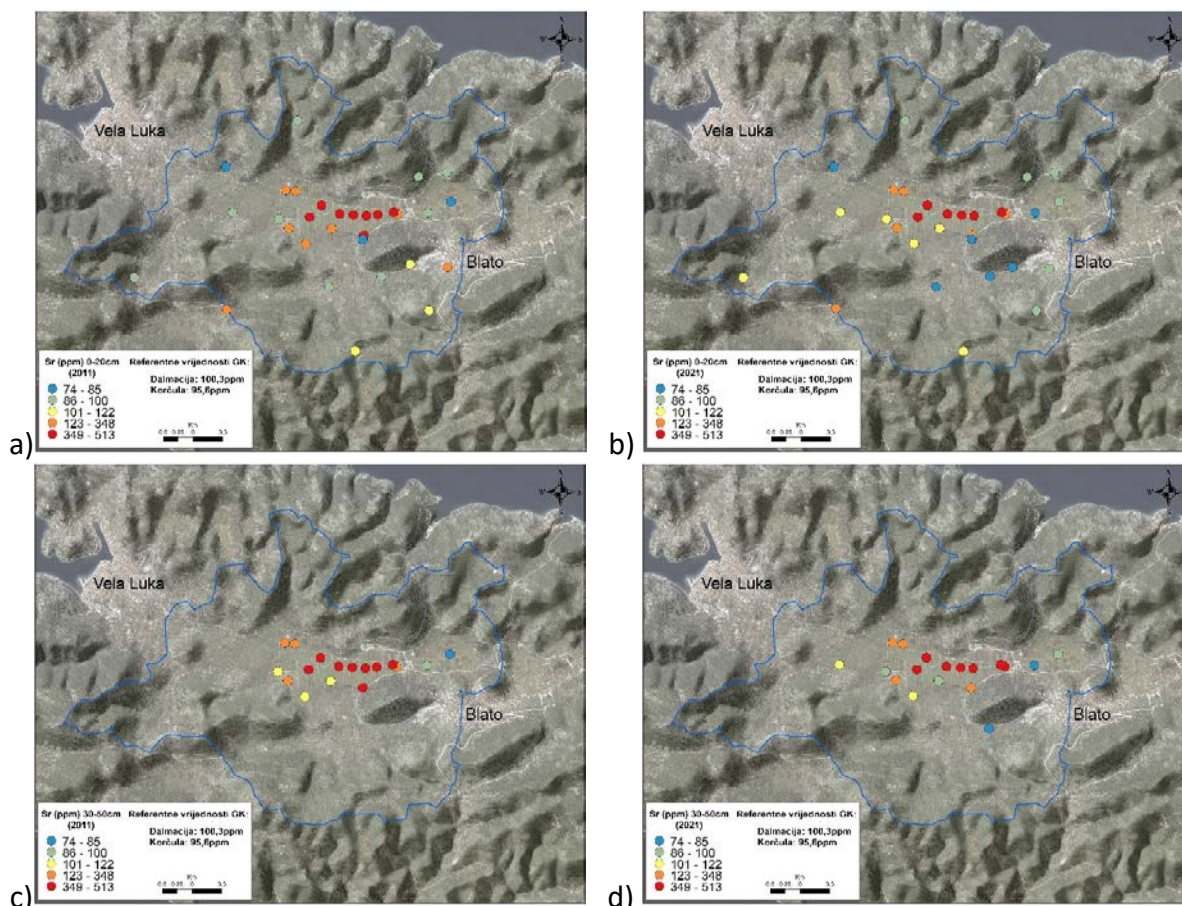 Vela Luka
Blato
Sr (ppm) 0-20cm
(2011)
74 - 85
86 - 100
101 - 122
123 - 348
349 - 513
Referentne vrijednosti GK:
Dalmacija: 100,3ppm
Korčula: 95,6ppm
a)
Vela Luka
Blato
Sr (ppm) 0-20cm
(2021)
74 - 85
86 - 100
101 - 122
123 - 348
349 - 513
Referentne vrijednosti GK:
Dalmacija: 100,3ppm
Korčula: 95,6ppm
b)
Vela Luka
Blato
Sr (ppm) 30-50cm
(2011)
74 - 85
86 - 100
101 - 122
123 - 348
349 - 513
Referentne vrijednosti GK:
Dalmacija: 100,3ppm
Korčula: 95,6ppm
c)
Vela Luka
Blato
Sr (ppm) 30-50cm
(2021)
74 - 85
86 - 100
101 - 122
123 - 348
349 - 513
Referentne vrijednosti GK:
Dalmacija: 100,3ppm
Korčula: 95,6ppm
d)